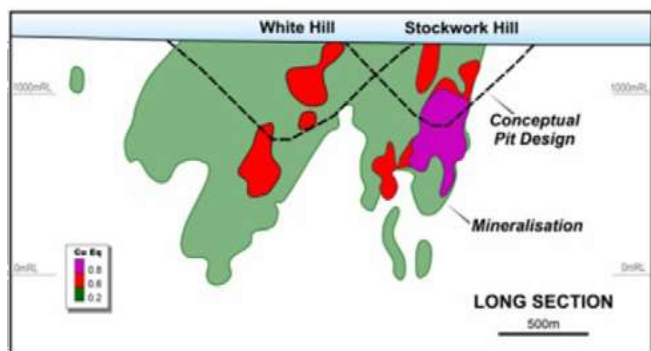 White Hill
Stockwork Hill
1000mRL
1000mRL
Conceptual
Pit Design
Mineralisation
Cu Eq
0.8
0.6
0.2
0mRL
0mRL
LONG SECTION
500m